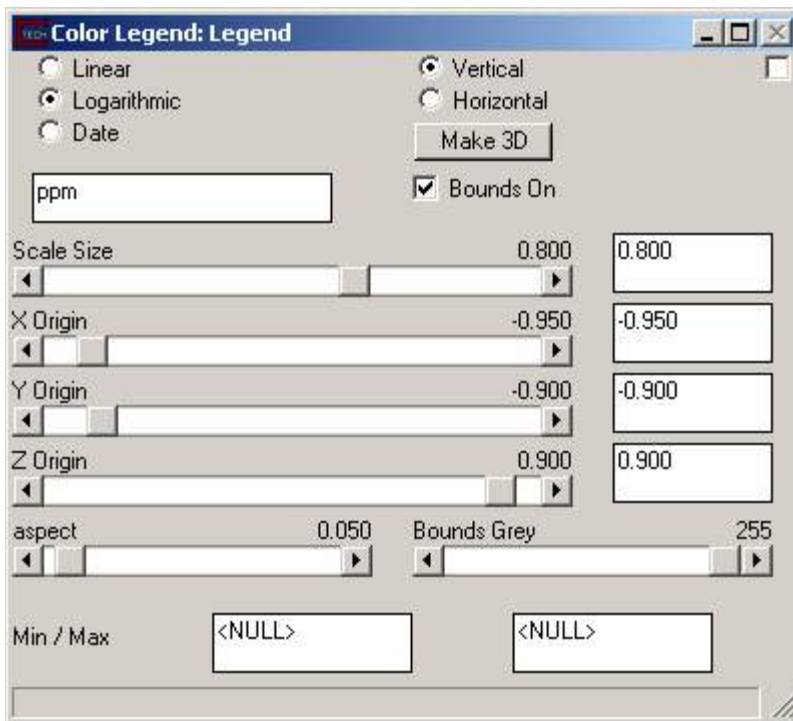 Color Legend: Legend
Linear
Vertical
Logarithmic
Horizontal
Date
Make 3D
ppm
Bounds On
Scale Size 0.800 0.800
X Origin -0.950 -0.950
Y Origin -0.900 -0.900
Z Origin 0.900 0.900
aspect 0.050 Bounds Grey 255
Min / Max <NULL> <NULL>